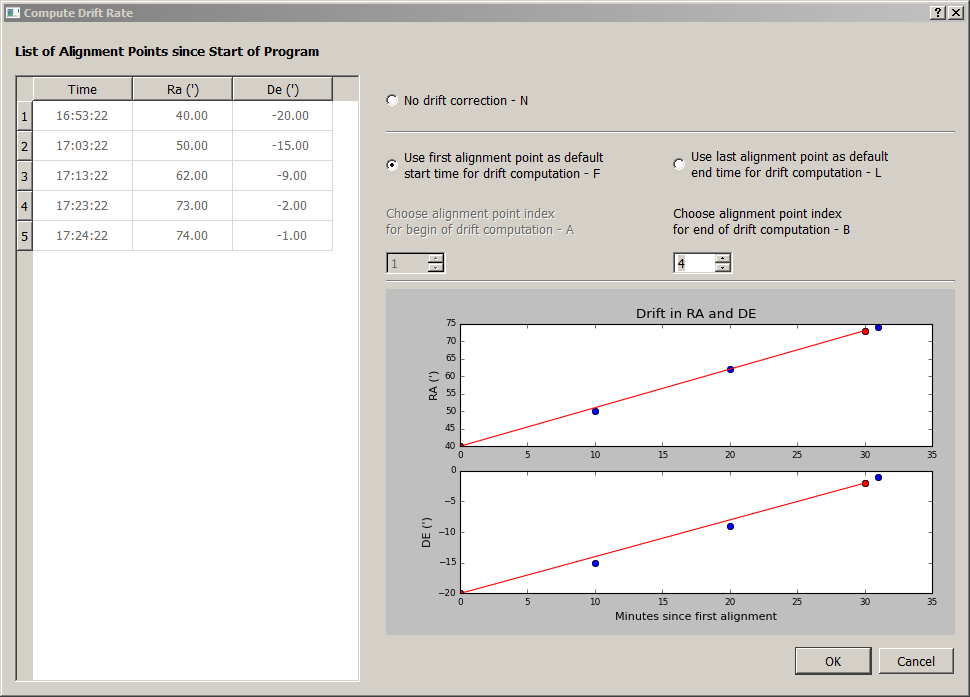 Compute Drift Rate
List of Alignment Points since Start of Program
Time Ra (') De (')
1 16:53:22 40.00 -20.00
2 17:03:22 50.00 -15.00
3 17:13:22 62.00 -9.00
4 17:23:22 73.00 -2.00
5 17:24:22 74.00 -1.00
No drift correction - N
Use first alignment point as default
start time for drift computation - F
Use last alignment point as default
end time for drift computation - L
Choose alignment point index
for begin of drift computation - A
Choose alignment point index
for end of drift computation - B
1
4
Drift in RA and DE
75
70
65
60
55
50
45
40
RA (')
0 5 10 15 20 25 30 35
0
−5
−10
−15
−20
DE (')
0 5 10 15 20 25 30 35
Minutes since first alignment
OK Cancel